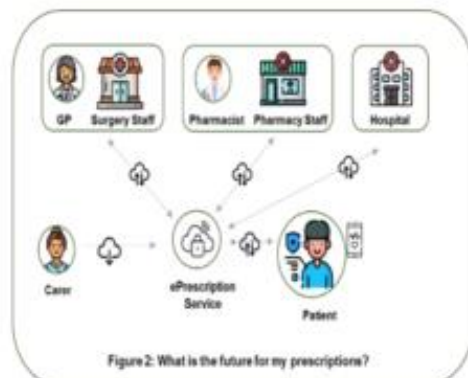 GP Surgery Staff
Pharmacist Pharmacy Staff
Hospital
Carer
ePrescription
Service
Patient
Figure 2: What is the future for my prescriptions?